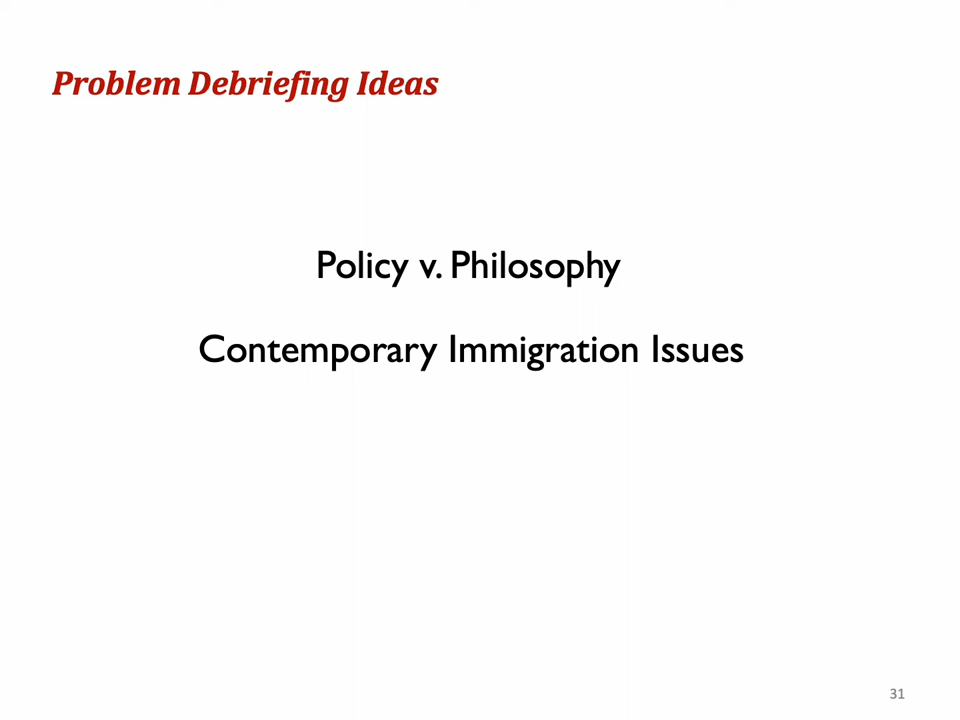 Problem Debriefing Ideas
Policy v. Philosophy
Contemporary Immigration Issues
31